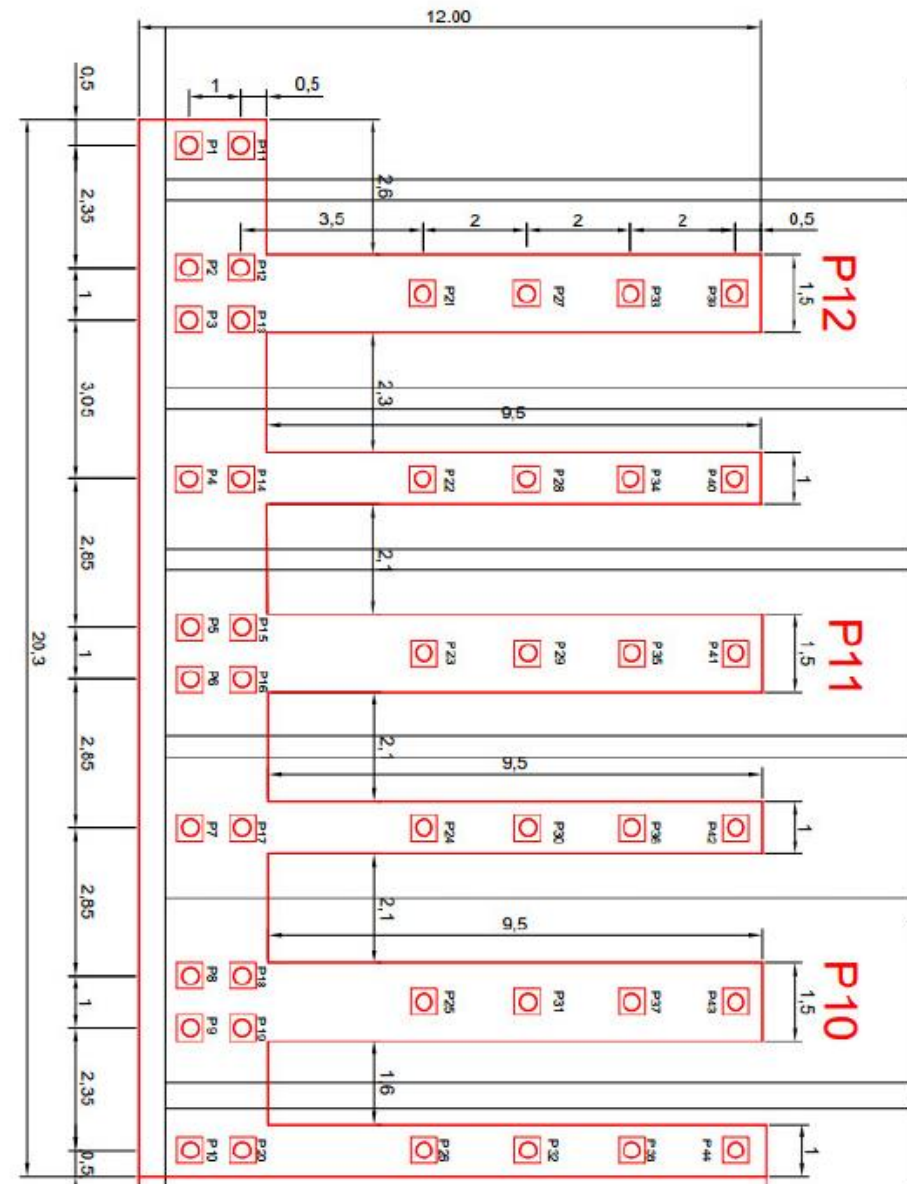 12.00
0,5
1
0,5
P1
P11
2,6
2,35
3,5
2
2
2
0,5
P2
P12
P12
1
P21
P27
P33
P39
1,5
P3
P13
3,05
2,3
9,5
P4
P14
P22
P28
P34
P40
1
2,85
2,1
P5
P15
P11
20,3
1
P23
P29
P35
P41
1,5
P6
P16
2,85
2,1
9,5
P7
P17
P24
P30
P36
P42
1
2,85
2,1
9,5
P8
P18
P10
1
P25
P31
P37
P43
1,5
P9
P19
2,35
1,6
P10
P20
P26
P32
P38
P44
1
0,5